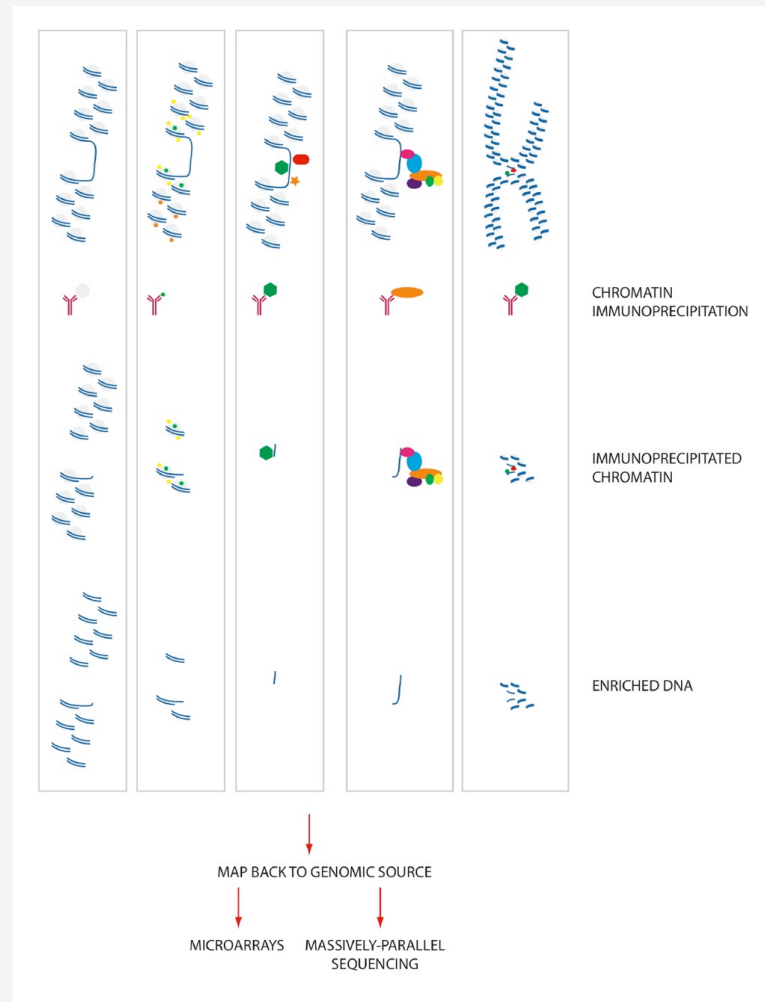 CHROMATIN
IMMUNOPRECIPITATION
IMMUNOPRECIPITATED
CHROMATIN
ENRICHED DNA
MAP BACK TO GENOMIC SOURCE
MICROARRAYS
MASSIVELY-PARALLEL
SEQUENCING